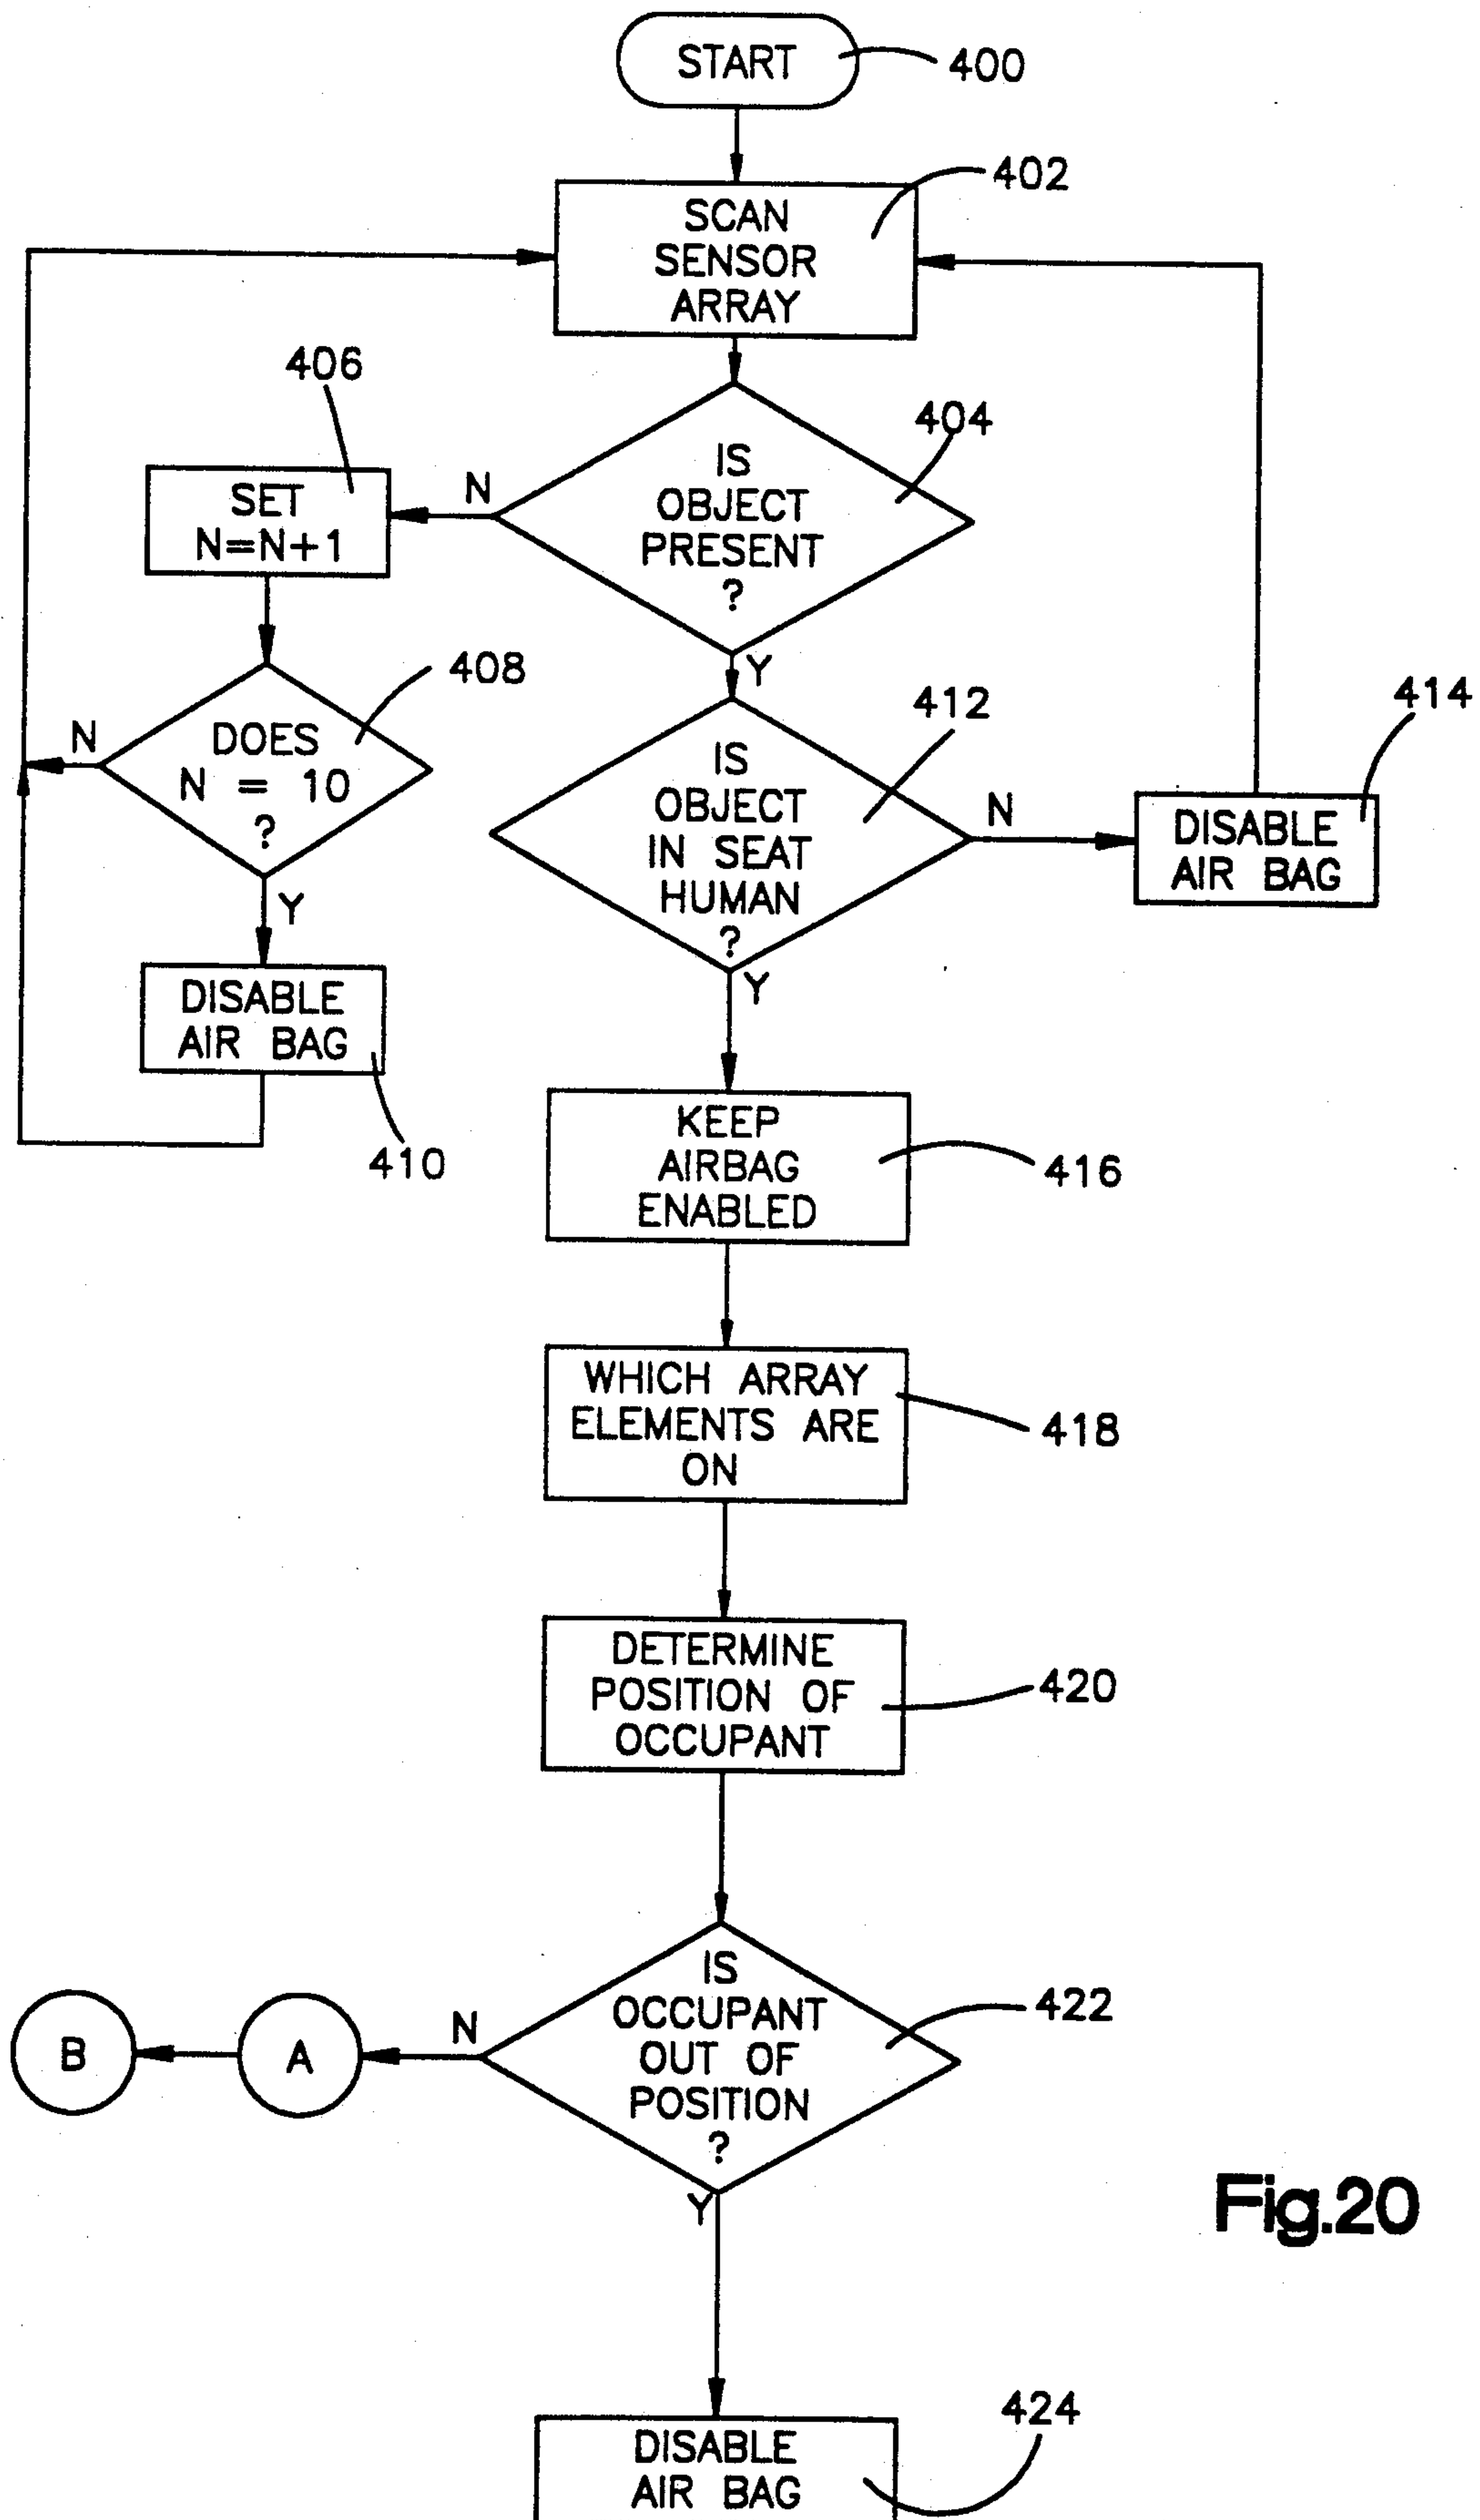 START
400
402
SCAN
SENSOR
ARRAY
406
404
SET
N=N+1
N
IS
OBJECT
PRESENT
?
Y
408
N
DOES
N = 10
?
Y
412
414
IS
OBJECT
IN SEAT
HUMAN
?
N
Y
DISABLE
AIR BAG
DISABLE
AIR BAG
410
KEEP
AIRBAG
ENABLED
416
WHICH ARRAY
ELEMENTS ARE
ON
418
DETERMINE
POSITION OF
OCCUPANT
420
IS
OCCUPANT
OUT OF
POSITION
?
422
N
A
B
Y
Fig.20
424
DISABLE
AIR BAG